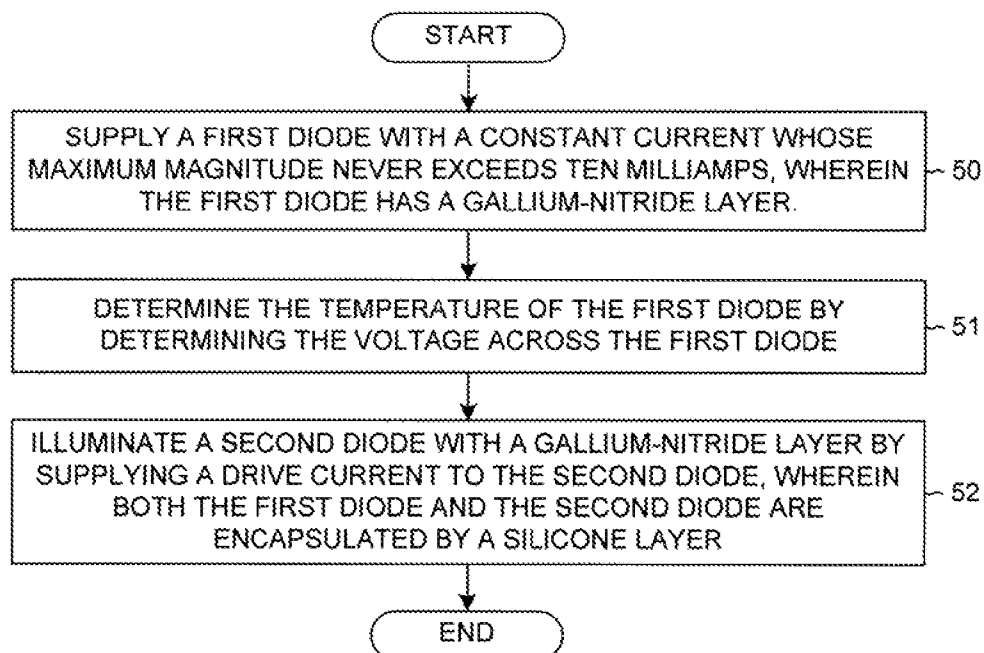 START
SUPPLY A FIRST DIODE WITH A CONSTANT CURRENT WHOSE
MAXIMUM MAGNITUDE NEVER EXCEEDS TEN MILLIAMPS, WHEREIN
THE FIRST DIODE HAS A GALLIUM-NITRIDE LAYER.
50
DETERMINE THE TEMPERATURE OF THE FIRST DIODE BY
DETERMINING THE VOLTAGE ACROSS THE FIRST DIODE
51
ILLUMINATE A SECOND DIODE WITH A GALLIUM-NITRIDE LAYER BY
SUPPLYING A DRIVE CURRENT TO THE SECOND DIODE, WHEREIN
BOTH THE FIRST DIODE AND THE SECOND DIODE ARE
ENCAPSULATED BY A SILICONE LAYER
52
END